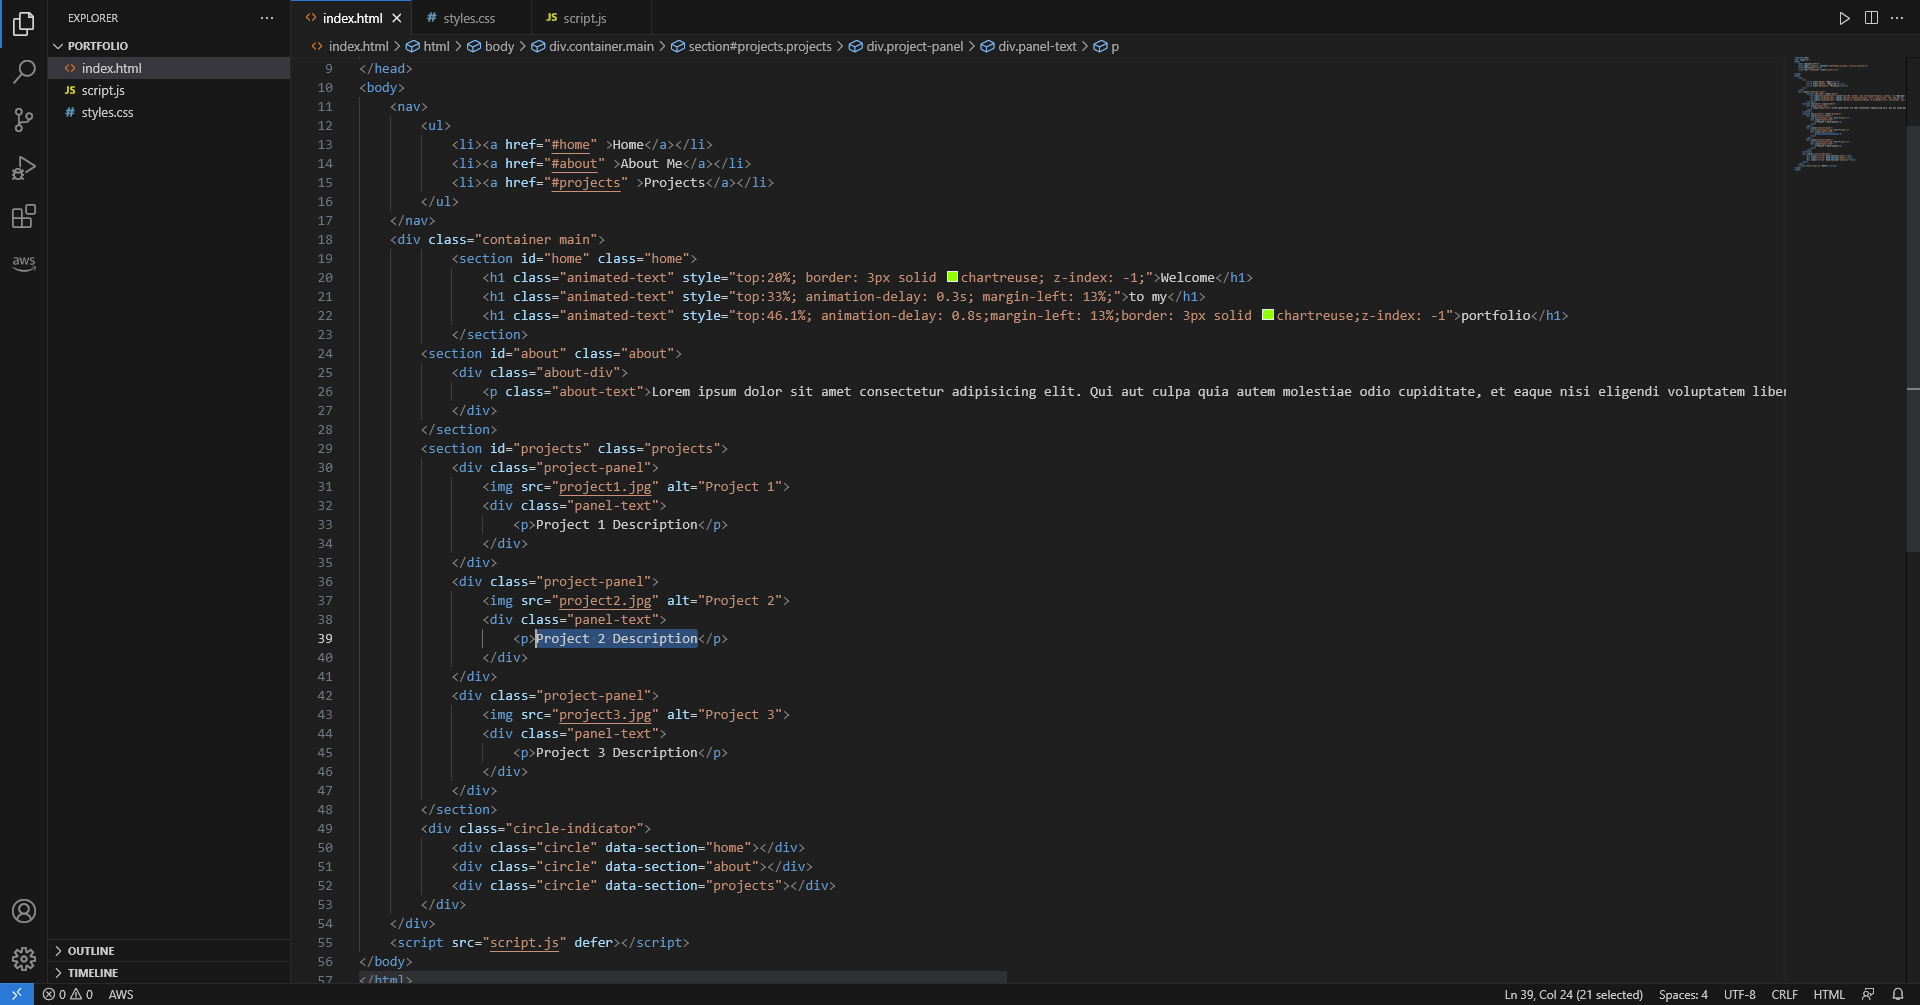 EXPLORER
PORTFOLIO
index.html
script.js
styles.css
aws
OUTLINE
TIMELINE
index.html
# styles.css
JS script.js
index.html > html > body > div.container.main > section#projects.projects > div.project-panel > div.panel-text > p
9 </head>
10 <body>
11 <nav>
12 <ul>
13 <li><a href="#home" >Home</a></li>
14 <li><a href="#about" >About Me</a></li>
15 <li><a href="#projects" >Projects</a></li>
16 </ul>
17 </nav>
18 <div class="container main">
19 <section id="home" class="home">
20 <h1 class="animated-text" style="top:20%; border: 3px solid chartreuse; z-index: -1;">Welcome</h1>
21 <h1 class="animated-text" style="top:33%; animation-delay: 0.3s; margin-left: 13%;">to my</h1>
22 <h1 class="animated-text" style="top:46.1%; animation-delay: 0.8s;margin-left: 13%;border: 3px solid chartreuse;z-index: -1">portfolio</h1>
23 </section>
24 <section id="about" class="about">
25 <div class="about-div">
26 <p class="about-text">Lorem ipsum dolor sit amet consectetur adipisicing elit. Qui aut culpa quia autem molestiae odio cupiditate, et eaque nisi eligendi voluptatem liber
27 </div>
28 </section>
29 <section id="projects" class="projects">
30 <div class="project-panel">
31 <img src="project1.jpg" alt="Project 1">
32 <div class="panel-text">
33 <p>Project 1 Description</p>
34 </div>
35 </div>
36 <div class="project-panel">
37 <img src="project2.jpg" alt="Project 2">
38 <div class="panel-text">
39 <p>Project 2 Description</p>
40 </div>
41 </div>
42 <div class="project-panel">
43 <img src="project3.jpg" alt="Project 3">
44 <div class="panel-text">
45 <p>Project 3 Description</p>
46 </div>
47 </div>
48 </section>
49 <div class="circle-indicator">
50 <div class="circle" data-section="home"></div>
51 <div class="circle" data-section="about"></div>
52 <div class="circle" data-section="projects"></div>
53 </div>
54 </div>
55 <script src="script.js" defer></script>
56 </body>
57 </html>
0 0 AWS
Ln 39, Col 24 (21 selected) Spaces: 4 UTF-8 CRLF HTML